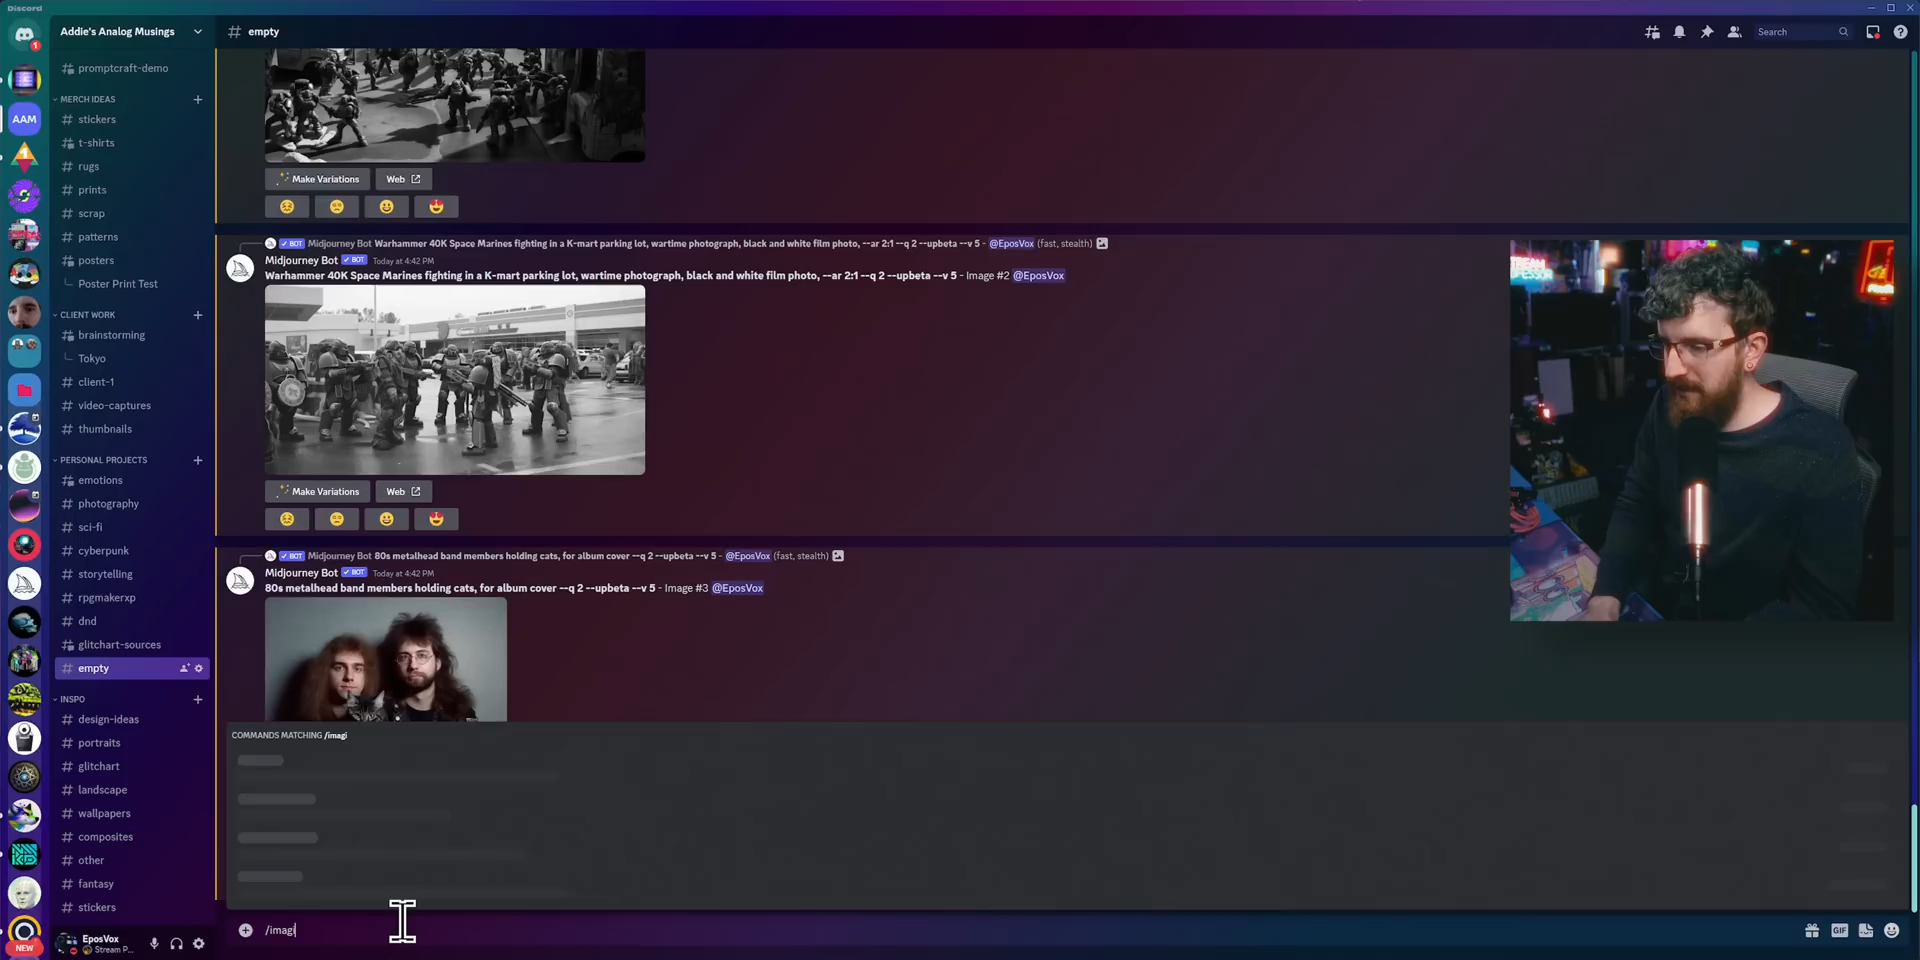 Discord
Addie's Analog Musings
empty
Search
1
promptcraft-demo
MERCH IDEAS
stickers
AAM
t-shirts
rugs
prints
scrap
patterns
posters
Poster Print Test
CLIENT WORK
brainstorming
Tokyo
client-1
video-captures
thumbnails
PERSONAL PROJECTS
emotions
photography
sci-fi
cyberpunk
storytelling
rpgmakerxp
dnd
glitchart-sources
empty
INSPO
design-ideas
portraits
glitchart
landscape
wallpapers
composites
other
fantasy
stickers
NEW
EposVox
Stream P...
Make Variations
Web
BOT Midjourney Bot Warhammer 40K Space Marines fighting in a K-mart parking lot, wartime photograph, black and white film photo, --ar 2:1 --q 2 --upbeta --v 5 - @EposVox (fast, stealth)
Midjourney Bot BOT Today at 4:42 PM
Warhammer 40K Space Marines fighting in a K-mart parking lot, wartime photograph, black and white film photo, --ar 2:1 --q 2 --upbeta --v 5 - Image #2 @EposVox
Make Variations
Web
BOT Midjourney Bot 80s metalhead band members holding cats, for album cover --q 2 --upbeta --v 5 - @EposVox (fast, stealth)
Midjourney Bot BOT Today at 4:42 PM
80s metalhead band members holding cats, for album cover --q 2 --upbeta --v 5 - Image #3 @EposVox
COMMANDS MATCHING /imagi
/imagi
GIF